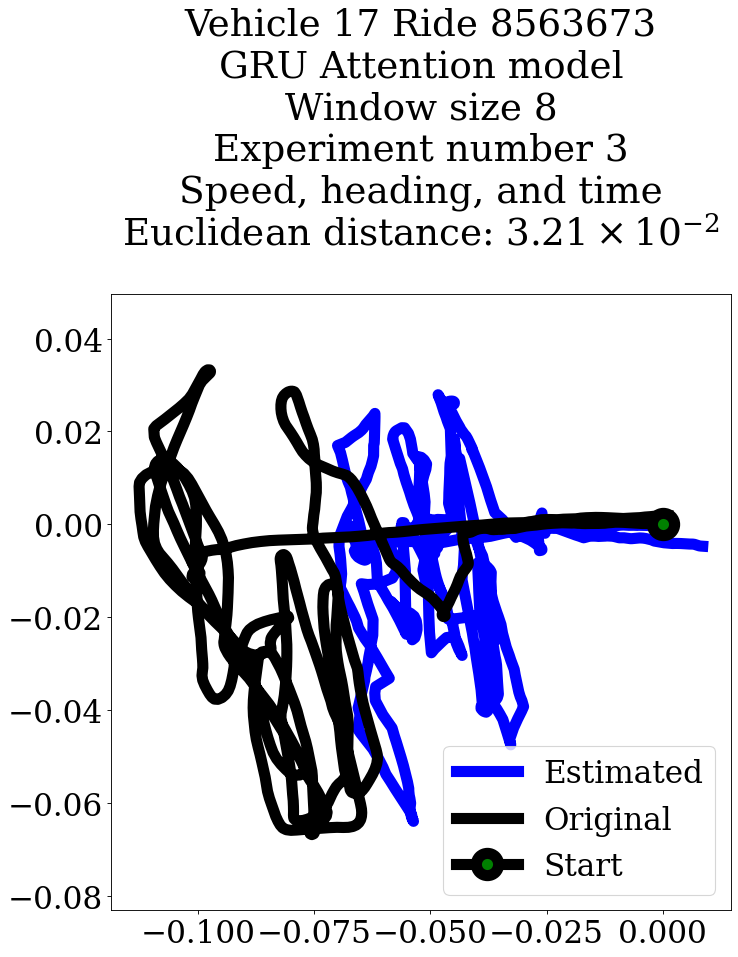 Vehicle 17 Ride 8563673
GRU Attention model
Window size 8
Experiment number 3
Speed, heading, and time
Euclidean distance: 3.21 × 10⁻²
0.04
0.02
0.00
−0.02
−0.04
−0.06
−0.08
−0.100 −0.075 −0.050 −0.025 0.000
Estimated
Original
Start